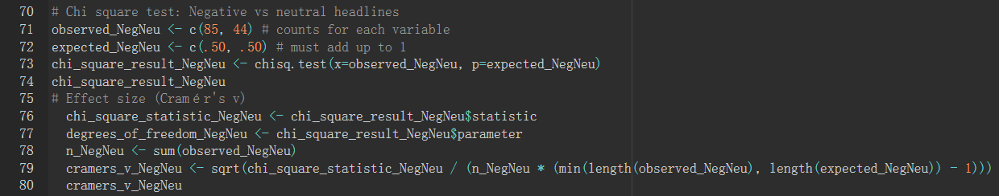 70 # Chi square test: Negative vs neutral headlines
71 observed_NegNeu <- c(85, 44) # counts for each variable
72 expected_NegNeu <- c(.50, .50) # must add up to 1
73 chi_square_result_NegNeu <- chisq.test(x=observed_NegNeu, p=expected_NegNeu)
74 chi_square_result_NegNeu
75 # Effect size (Cramér's v)
76   chi_square_statistic_NegNeu <- chi_square_result_NegNeu$statistic
77   degrees_of_freedom_NegNeu <- chi_square_result_NegNeu$parameter
78   n_NegNeu <- sum(observed_NegNeu)
79   cramers_v_NegNeu <- sqrt(chi_square_statistic_NegNeu / (n_NegNeu * (min(length(observed_NegNeu), length(expected_NegNeu)) - 1)))
80   cramers_v_NegNeu